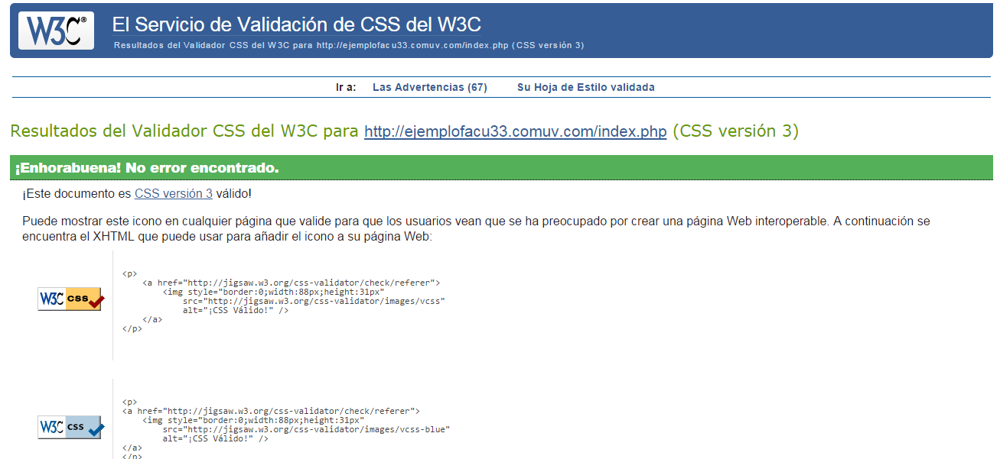 W3C®
El Servicio de Validación de CSS del W3C
Resultados del Validador CSS del W3C para http://ejemplofacu33.comuv.com/index.php (CSS versión 3)
Ir a: Las Advertencias (67) Su Hoja de Estilo validada
Resultados del Validador CSS del W3C para http://ejemplofacu33.comuv.com/index.php (CSS versión 3)
¡Enhorabuena! No error encontrado.
¡Este documento es CSS versión 3 válido!
Puede mostrar este icono en cualquier página que valide para que los usuarios vean que se ha preocupado por crear una página Web interoperable. A continuación se
encuentra el XHTML que puede usar para añadir el icono a su página Web:
W3C css
<p>
<a href="http://jigsaw.w3.org/css-validator/check/referer">
<img style="border:0;width:88px;height:31px"
src="http://jigsaw.w3.org/css-validator/images/vcss"
alt="¡CSS Válido!" />
</a>
</p>
W3C css
<p>
<a href="http://jigsaw.w3.org/css-validator/check/referer">
<img style="border:0;width:88px;height:31px"
src="http://jigsaw.w3.org/css-validator/images/vcss-blue"
alt="¡CSS Válido!" />
</a>
</p>